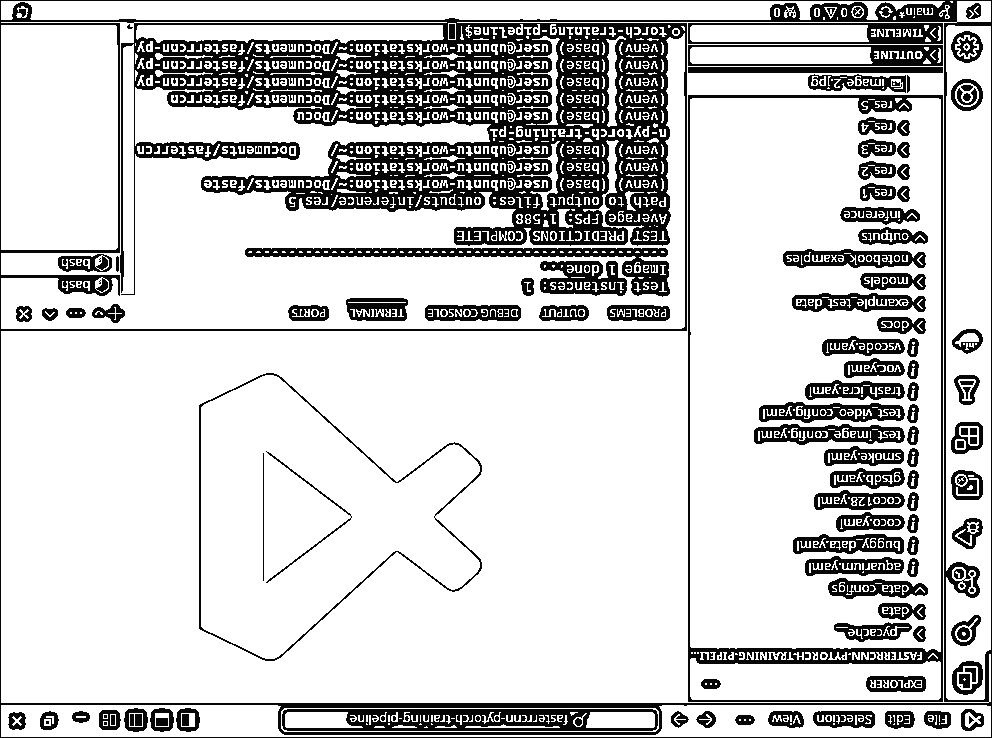 File Edit Selection View
fasterrcnn-pytorch-training-pipeline
EXPLORER
FASTERRCNN-PYTORCH-TRAINING-PIPELI...
__pycache__
data
data_configs
aquarium.yaml
buggy_data.yaml
coco.yaml
coco128.yaml
gtsdb.yaml
smoke.yaml
test_image_config.yaml
test_video_config.yaml
trash_icra.yaml
voc.yaml
vscode.yaml
docs
example_test_data
models
notebook_examples
outputs
inference
res_1
res_2
res_3
res_4
res_5
image_2.jpg
OUTLINE
TIMELINE
PROBLEMS OUTPUT DEBUG CONSOLE TERMINAL PORTS
Test instances: 1
Image 1 done...
--------------------------------------------------
TEST PREDICTIONS COMPLETE
Average FPS: 1.588
Path to output files: outputs/inference/res_5
(venv) (base) user@ubuntu-workstation:~/Documents/faste
(venv) (base) user@ubuntu-workstation:~/
(venv) (base) user@ubuntu-workstation:~/ Documents/fasterrcn
n-pytorch-training-pi
(venv) (base) user@ubuntu-workstation:~/Docu
(venv) (base) user@ubuntu-workstation:~/Documents/fasterrcn
(venv) (base) user@ubuntu-workstation:~/Documents/fasterrcnn-py
(venv) (base) user@ubuntu-workstation:~/Documents/fasterrcnn-py
(venv) (base) user@ubuntu-workstation:~/Documents/fasterrcnn-py
torch-training-pipeline$
bash
bash
main* 0 0 0